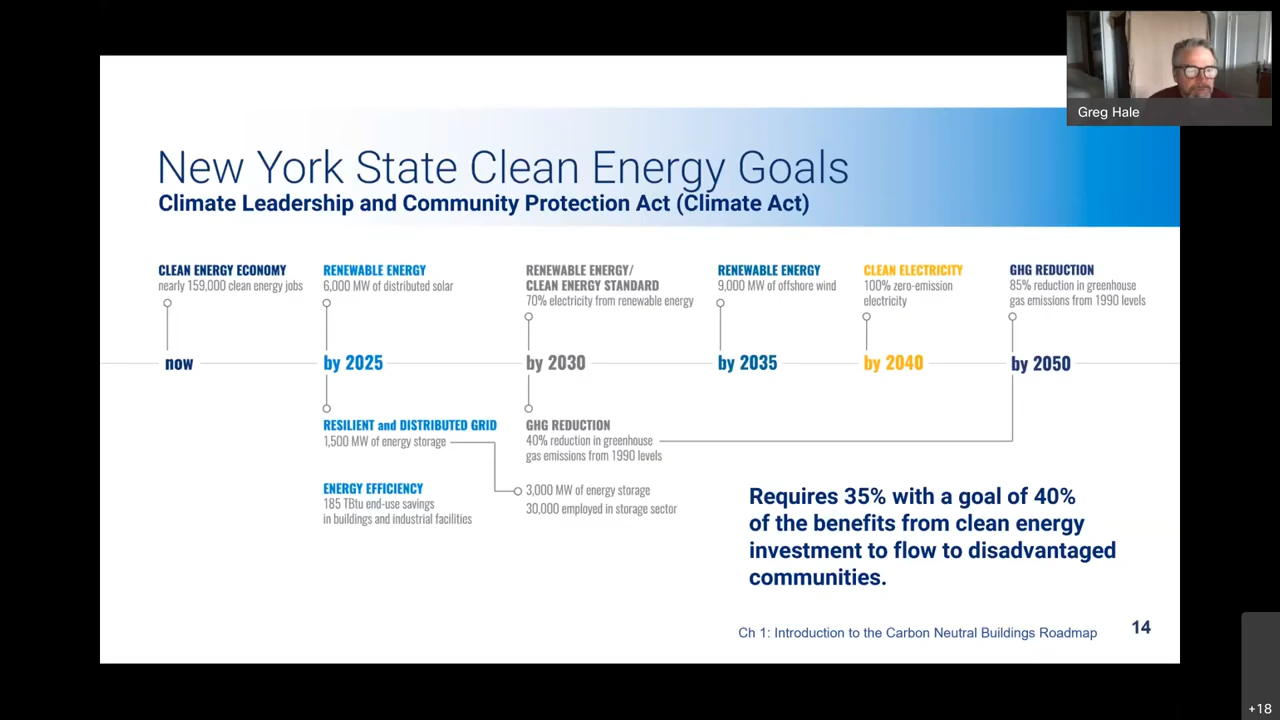 Greg Hale
New York State Clean Energy Goals
Climate Leadership and Community Protection Act (Climate Act)
CLEAN ENERGY ECONOMY
nearly 159,000 clean energy jobs
RENEWABLE ENERGY
6,000 MW of distributed solar
RENEWABLE ENERGY/
CLEAN ENERGY STANDARD
70% electricity from renewable energy
RENEWABLE ENERGY
9,000 MW of offshore wind
CLEAN ELECTRICITY
100% zero-emission
electricity
GHG REDUCTION
85% reduction in greenhouse
gas emissions from 1990 levels
now
by 2025
by 2030
by 2035
by 2040
by 2050
RESILIENT and DISTRIBUTED GRID
1,500 MW of energy storage
ENERGY EFFICIENCY
185 TBtu end-use savings
in buildings and industrial facilities
GHG REDUCTION
40% reduction in greenhouse
gas emissions from 1990 levels
3,000 MW of energy storage
30,000 employed in storage sector
Requires 35% with a goal of 40%
of the benefits from clean energy
investment to flow to disadvantaged
communities.
Ch 1: Introduction to the Carbon Neutral Buildings Roadmap
14
+18